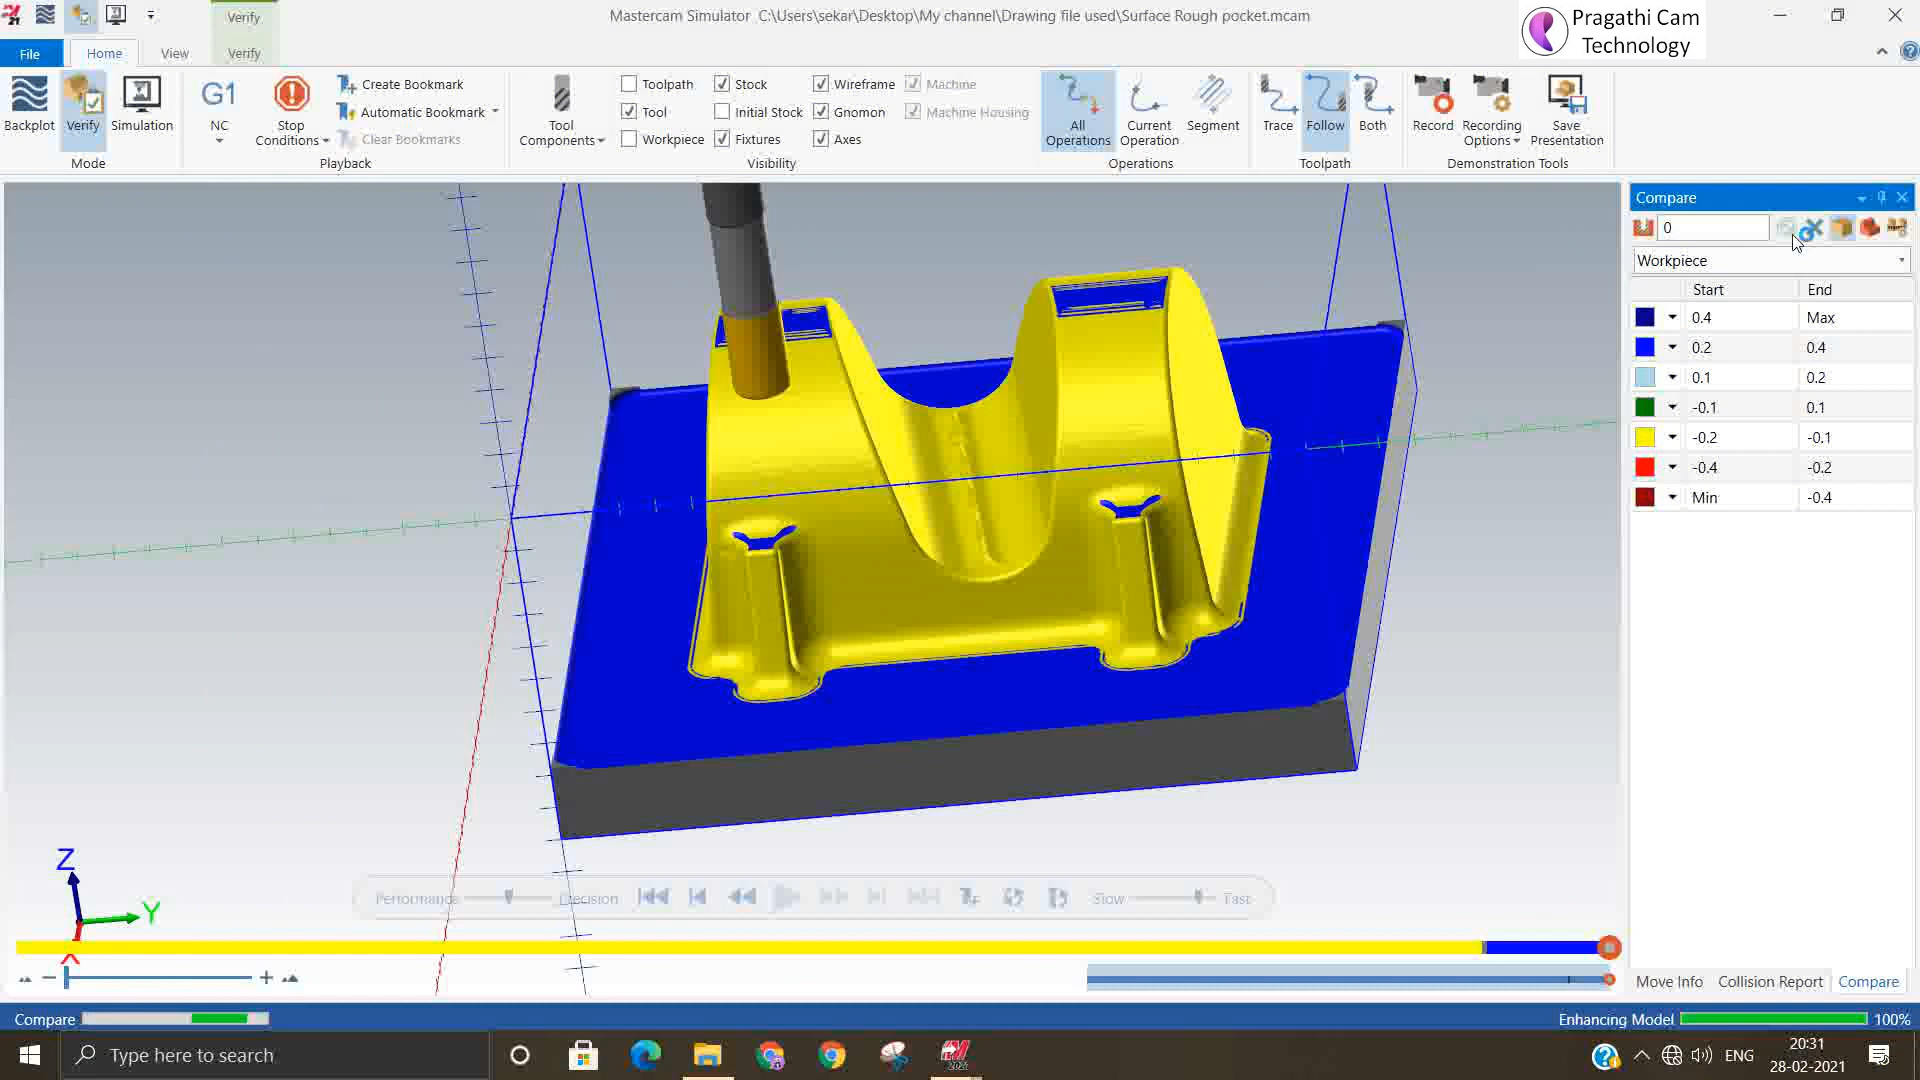 Verify
Mastercam Simulator C:\Users\sekar\Desktop\My channel\Drawing file used\Surface Rough pocket.mcam
Pragathi Cam
Technology
File
Home
View
Verify
Backplot
Verify
Simulation
Mode
G1
NC
Stop
Conditions
Create Bookmark
Automatic Bookmark
Clear Bookmarks
Playback
Tool
Components
Toolpath
Tool
Workpiece
Stock
Initial Stock
Fixtures
Wireframe
Gnomon
Axes
Machine
Machine Housing
Visibility
All
Operations
Current
Operation
Segment
Operations
Trace
Follow
Both
Toolpath
Record
Recording
Options
Save
Presentation
Demonstration Tools
Compare
0
Workpiece
Start End
0.4 Max
0.2 0.4
0.1 0.2
-0.1 0.1
-0.2 -0.1
-0.4 -0.2
Min -0.4
Z
Y
X
Performance
Precision
Slow
Fast
Move Info
Collision Report
Compare
Compare
Enhancing Model
100%
Type here to search
ENG
20:31
28-02-2021